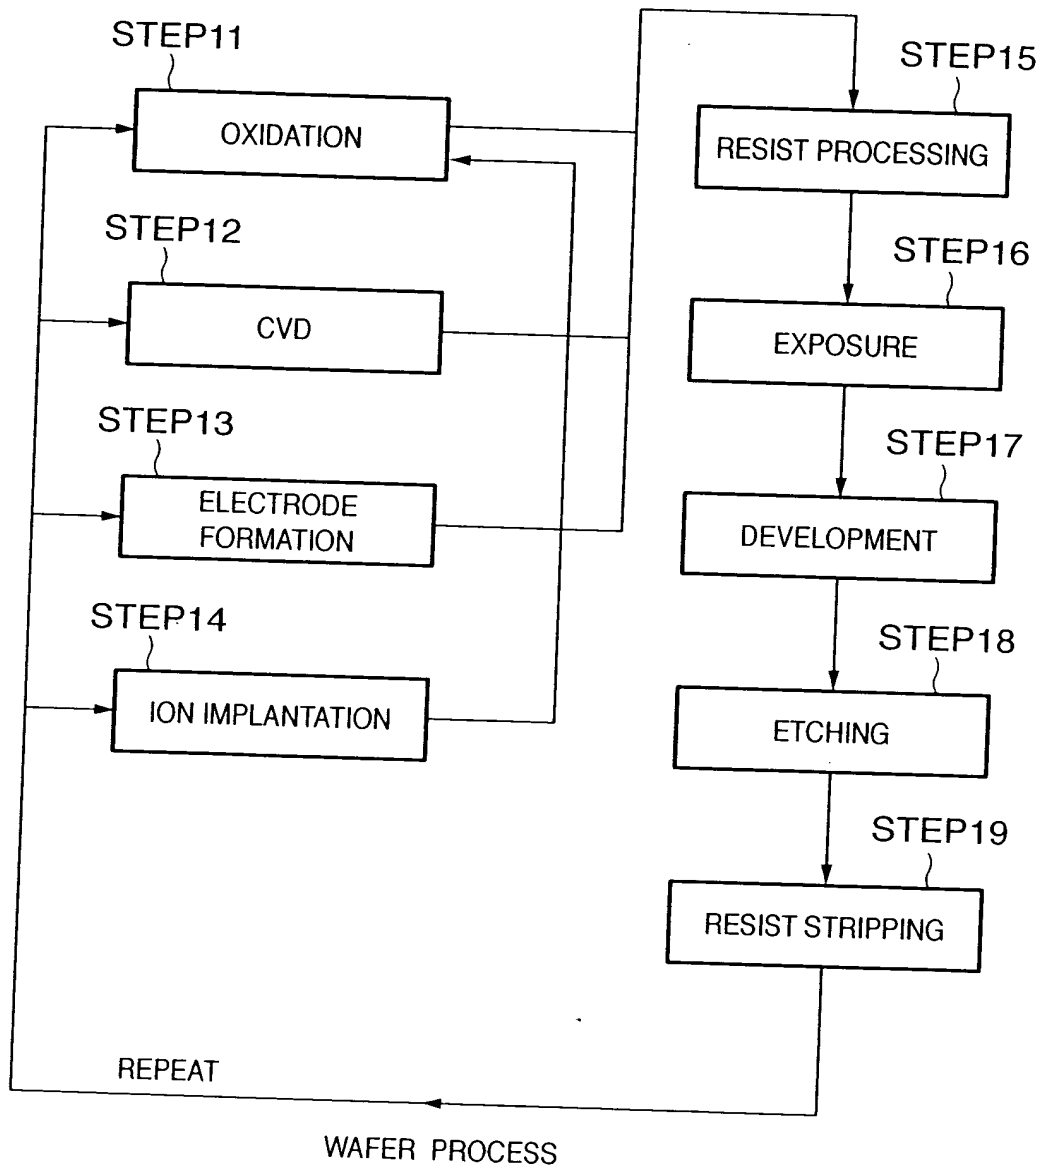 STEP11
OXIDATION
STEP12
CVD
STEP13
ELECTRODE
FORMATION
STEP14
ION IMPLANTATION
STEP15
RESIST PROCESSING
STEP16
EXPOSURE
STEP17
DEVELOPMENT
STEP18
ETCHING
STEP19
RESIST STRIPPING
REPEAT
WAFER PROCESS